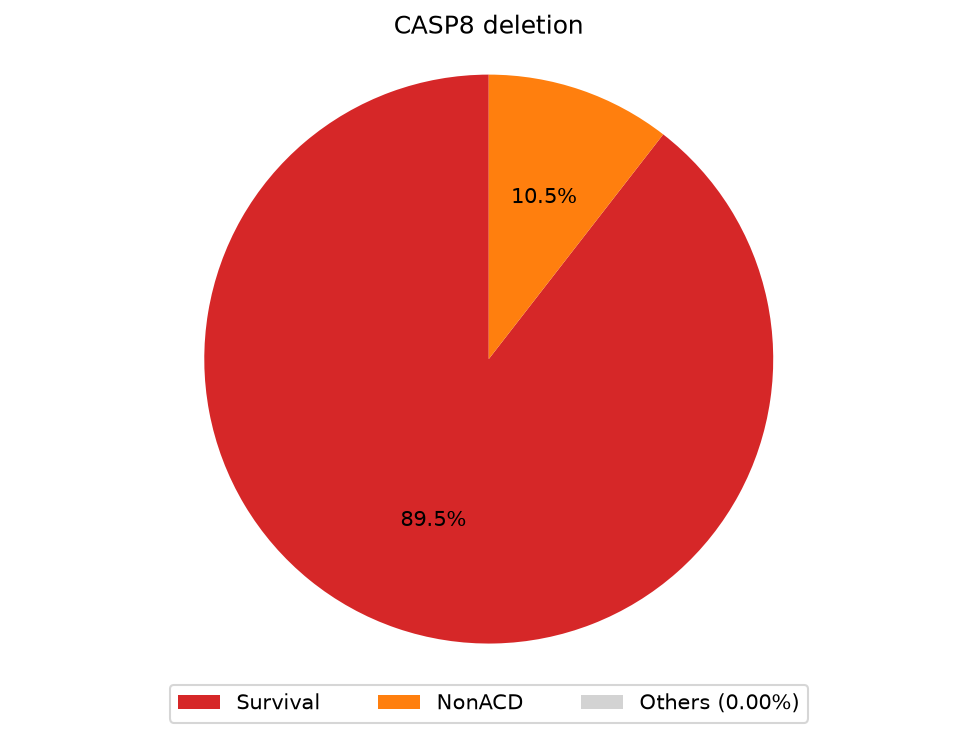 CASP8 deletion
10.5%
89.5%
Survival NonACD Others (0.00%)